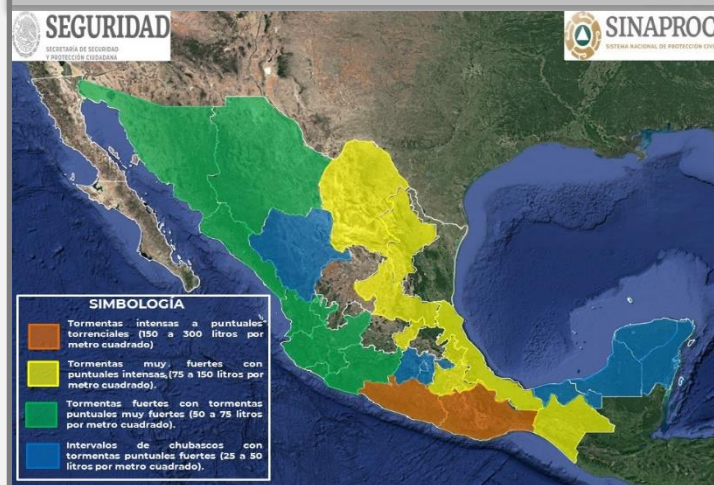 SEGURIDAD
SECRETARÍA DE SEGURIDAD
Y PROTECCIÓN CIUDADANA
SINAPROC
SISTEMA NACIONAL DE PROTECCIÓN CIVI
SIMBOLOGÍA
Tormentas intensas a puntuales
torrenciales (150 a 300 litros por
metro cuadrado)
Tormentas muy fuertes con
puntuales intensas (75 a 150 litros por
metro cuadrado).
Tormentas fuertes con tormentas
puntuales muy fuertes (50 a 75 litros
por metro cuadrado).
Intervalos de chubascos con
tormentas puntuales fuertes (25 a 50
litros por metro cuadrado).